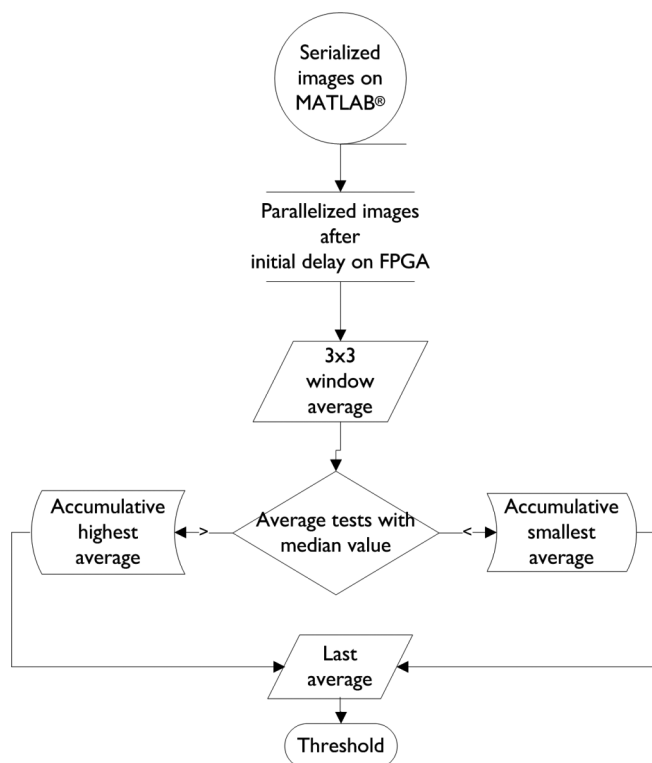 Serialized
images on
MATLAB®
Parallelized images
after
initial delay on FPGA
3x3
window
average
Accumulative
highest
average
>
Average tests with
median value
<
Accumulative
smallest
average
Last
average
Threshold